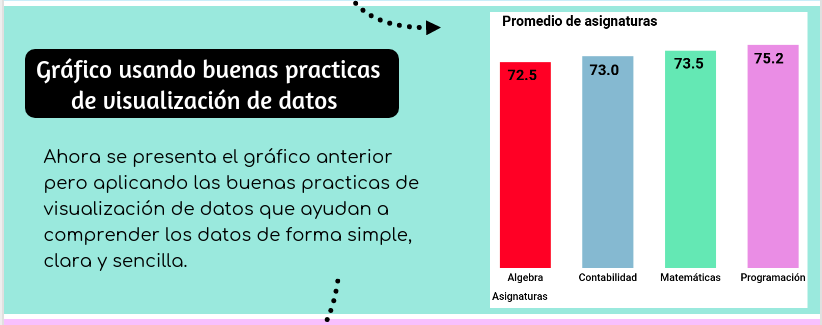 Gráfico usando buenas practicas
de visualización de datos
Ahora se presenta el gráfico anterior
pero aplicando las buenas practicas de
visualización de datos que ayudan a
comprender los datos de forma simple,
clara y sencilla.
Promedio de asignaturas
72.5 73.0 73.5 75.2
Algebra Contabilidad Matemáticas Programación
Asignaturas